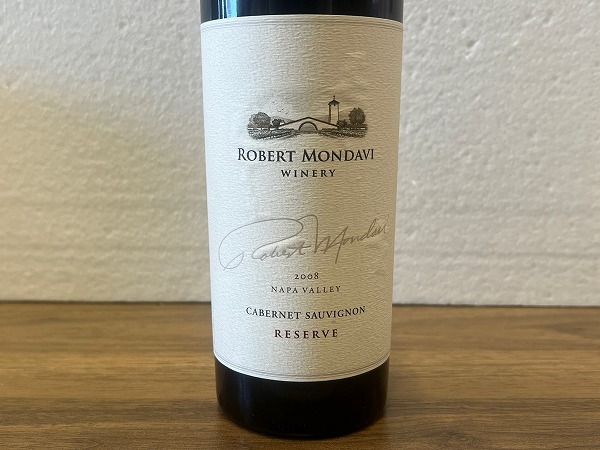 ROBERT MONDAVI
WINERY
Robert Mondavi
2008
NAPA VALLEY
CABERNET SAUVIGNON
RESERVE